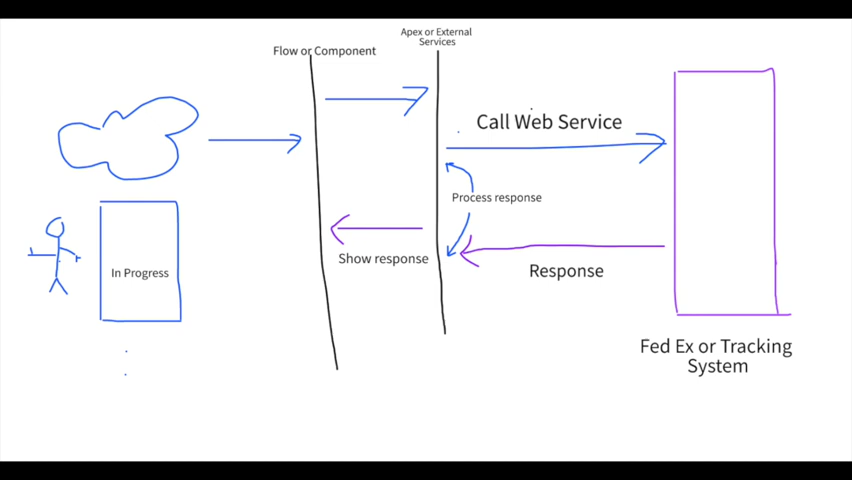 Apex or External
Services
Flow or Component
Call Web Service
Process response
Show response
Response
In Progress
Fed Ex or Tracking
System